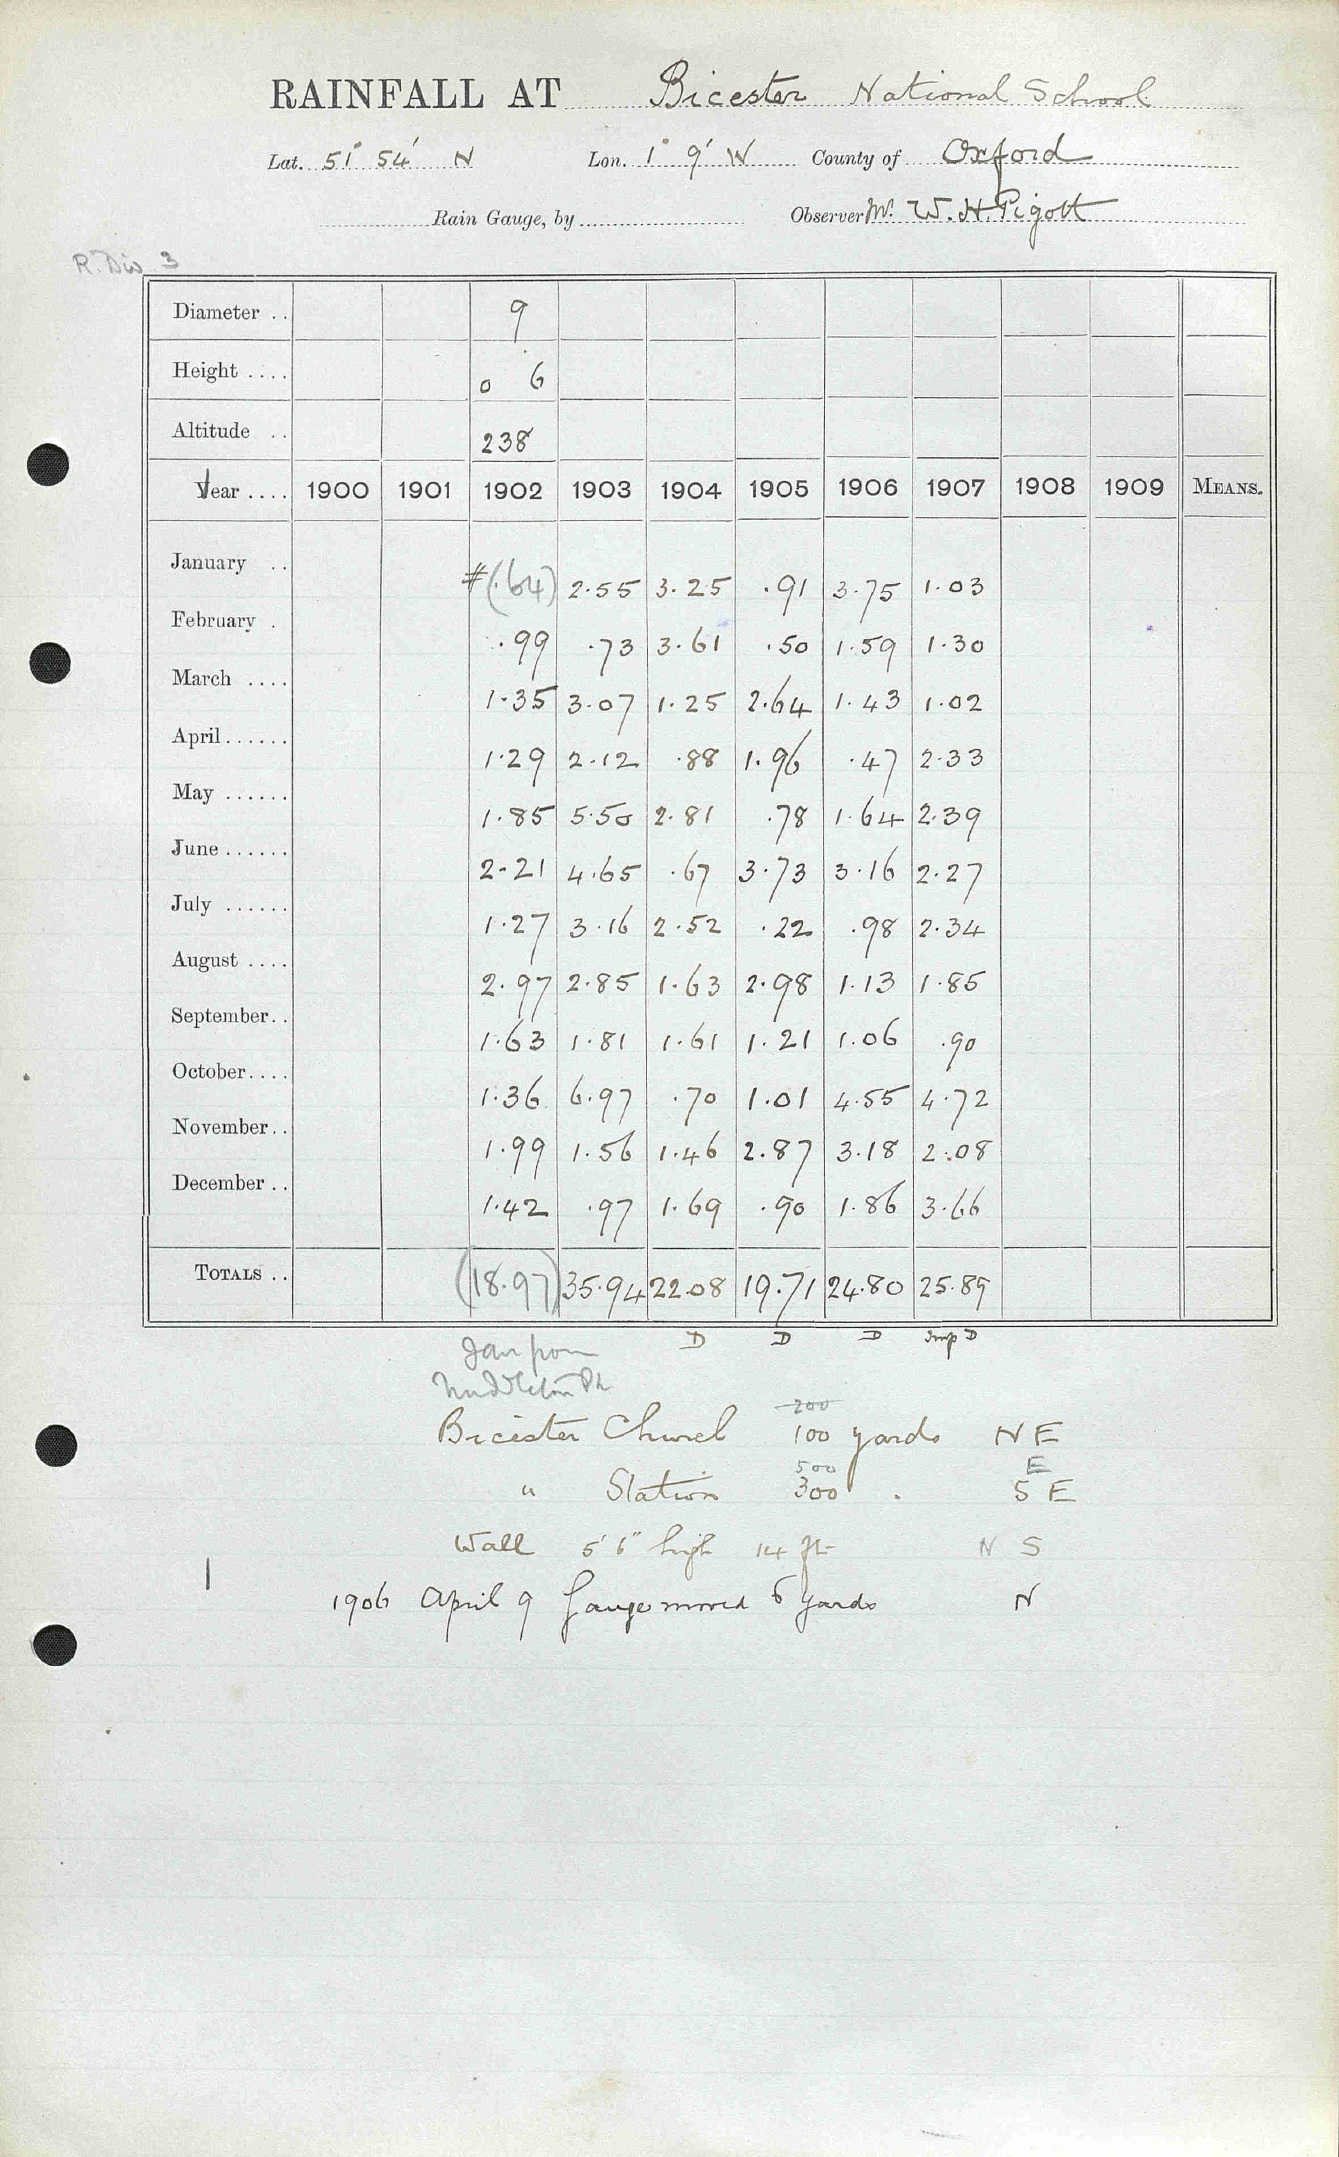 RAINFALL AT Bicester National School
Lat. 51° 54' N Lon. 1° 9' W County of Oxford
Rain Gauge, by Observer Mr. W. H. Pigott
R. Div 3
Diameter .. 9
Height .... 0 6
Altitude .. 238
Year .... 1900 1901 1902 1903 1904 1905 1906 1907 1908 1909 MEANS.
January .. #(.64) 2.55 3.25 .91 3.75 1.03
February . .99 .73 3.61 .50 1.59 1.30
March .... 1.35 3.07 1.25 2.64 1.43 1.02
April ...... 1.29 2.12 .88 1.96 .47 2.33
May ...... 1.85 5.50 2.81 .78 1.64 2.39
June ...... 2.21 4.65 .67 3.73 3.16 2.27
July ...... 1.27 3.16 2.52 .22 .98 2.34
August .... 2.97 2.85 1.63 2.98 1.13 1.85
September.. 1.63 1.81 1.61 1.21 1.06 .90
October.... 1.36 6.97 .70 1.01 4.55 4.72
November.. 1.99 1.56 1.46 2.87 3.18 2.08
December .. 1.42 .97 1.69 .90 1.86 3.66
TOTALS .. (18.97) 35.94 22.08 19.71 24.80 25.89
D D D Imp D
Jan from
Middleton Pk
200
Bicester Church 100 yards N E
500 E
" Station 300 " S E
Wall 5' 6" high 14 ft N S
1906 April 9 Gauge moved 6 yards N